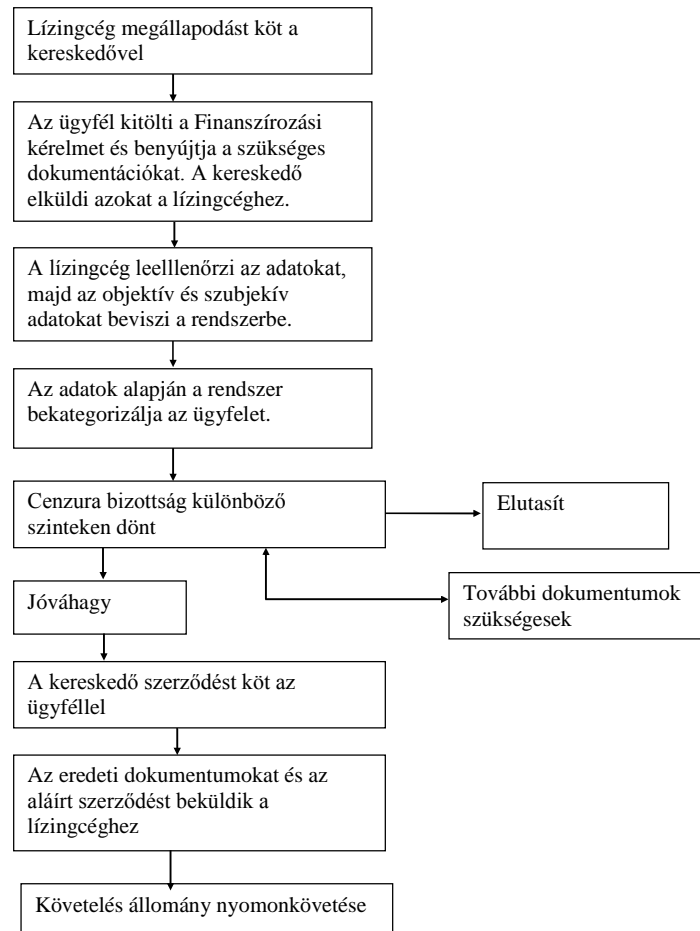 Lízingcég megállapodást köt a
kereskedővel
Az ügyfél kitölti a Finanszírozási
kérelmet és benyújtja a szükséges
dokumentációkat. A kereskedő
elküldi azokat a lízingcéghez.
A lízingcég leelllenőrzi az adatokat,
majd az objektív és szubjekív
adatokat beviszi a rendszerbe.
Az adatok alapján a rendszer
bekategorizálja az ügyfelet.
Cenzura bizottság különböző
szinteken dönt
Elutasít
Jóváhagy
További dokumentumok
szükségesek
A kereskedő szerződést köt az
ügyféllel
Az eredeti dokumentumokat és az
aláírt szerződést beküldik a
lízingcéghez
Követelés állomány nyomonkövetése